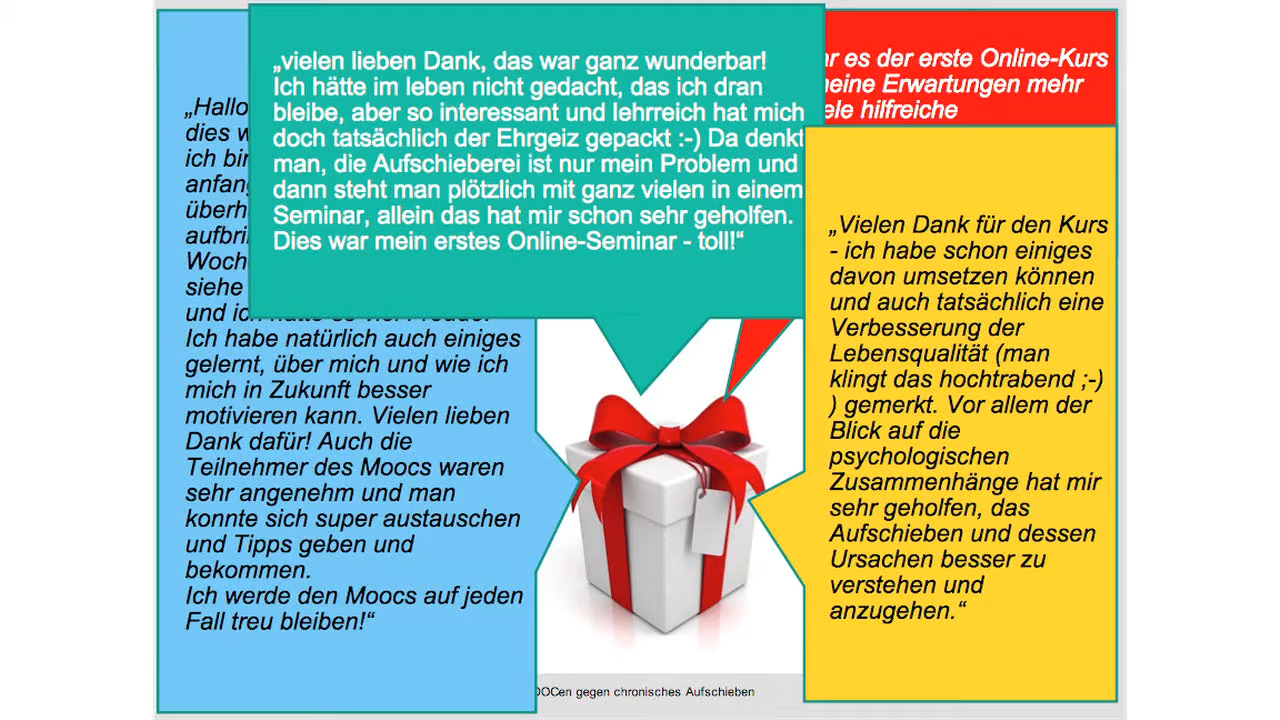 „vielen lieben Dank, das war ganz wunderbar!
Ich hätte im leben nicht gedacht, das ich dran
bleibe, aber so interessant und lehrreich hat mich
doch tatsächlich der Ehrgeiz gepackt :-) Da denkt
man, die Aufschieberei ist nur mein Problem und
dann steht man plötzlich mit ganz vielen in einem
Seminar, allein das hat mir schon sehr geholfen.
Dies war mein erstes Online-Seminar - toll!“
es der erste Online-Kurs
Erwartungen mehr
hilfreiche
„Hallo
dies
ich
siehe
und
Ich habe natürlich auch einiges
gelernt, über mich und wie ich
mich in Zukunft besser
motivieren kann. Vielen lieben
Dank dafür! Auch die
Teilnehmer des Moocs waren
sehr angenehm und man
konnte sich super austauschen
und Tipps geben und
bekommen.
Ich werde den Moocs auf jeden
Fall treu bleiben!“
„Vielen Dank für den Kurs
- ich habe schon einiges
davon umsetzen können
und auch tatsächlich eine
Verbesserung der
Lebensqualität (man
klingt das hochtrabend ;-)
) gemerkt. Vor allem der
Blick auf die
psychologischen
Zusammenhänge hat mir
sehr geholfen, das
Aufschieben und dessen
Ursachen besser zu
verstehen und
anzugehen.“
gegen chronisches Aufschieben